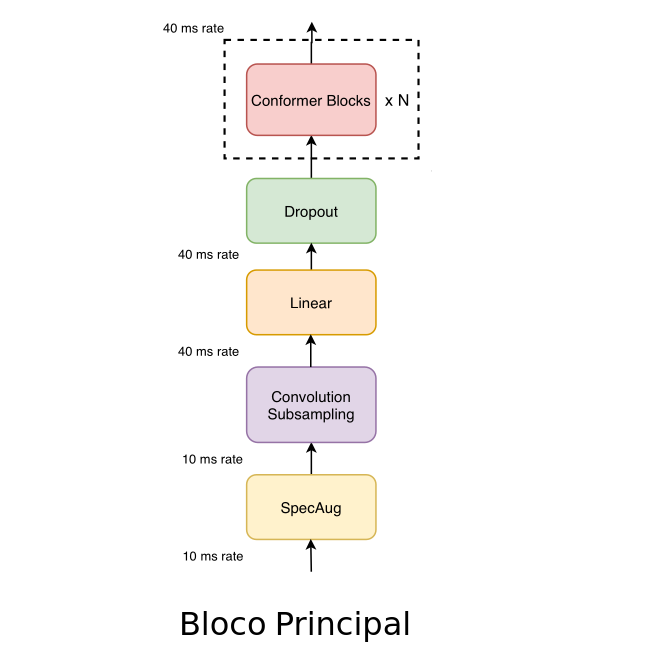 40 ms rate
Conformer Blocks
x N
Dropout
40 ms rate
Linear
40 ms rate
Convolution
Subsampling
10 ms rate
SpecAug
10 ms rate
Bloco Principal